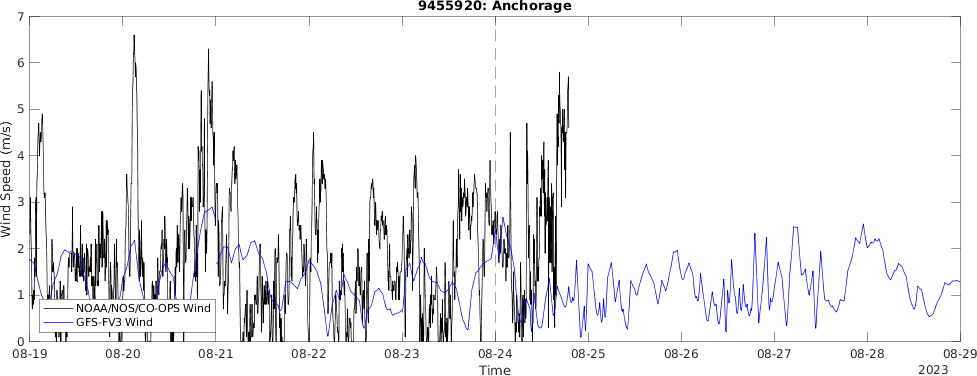 9455920: Anchorage
7
6
5
4
3
2
1
0
Wind Speed (m/s)
NOAA/NOS/CO-OPS Wind
GFS-FV3 Wind
08-19 08-20 08-21 08-22 08-23 08-24 08-25 08-26 08-27 08-28 08-29
Time
2023